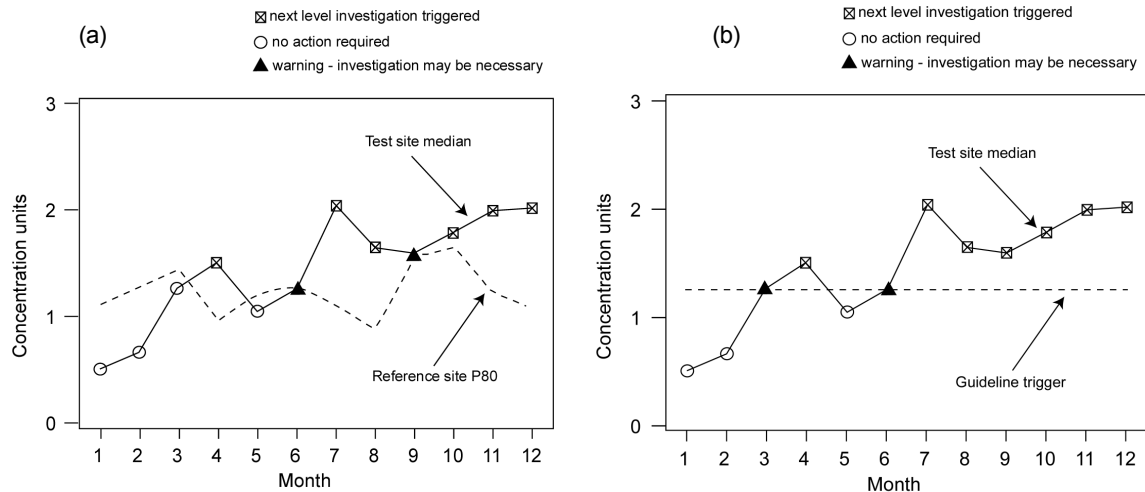 (a)
next level investigation triggered
no action required
warning - investigation may be necessary
3
2
1
0
Concentration units
Test site median
Reference site P80
1 2 3 4 5 6 7 8 9 10 11 12
Month
(b)
next level investigation triggered
no action required
warning - investigation may be necessary
3
2
1
0
Concentration units
Test site median
Guideline trigger
1 2 3 4 5 6 7 8 9 10 11 12
Month